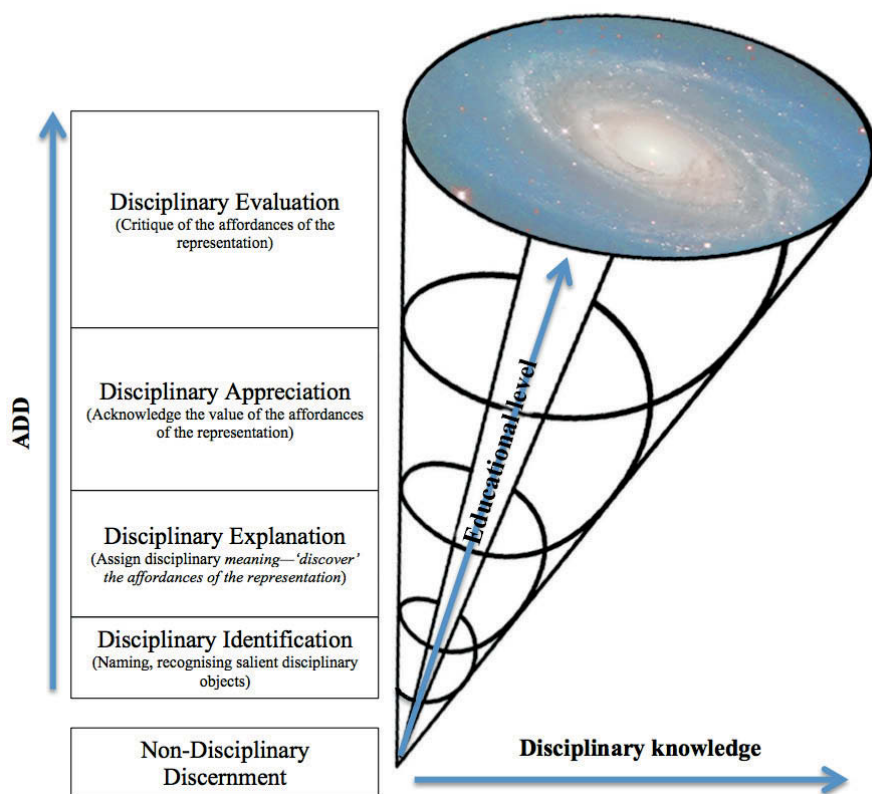 Disciplinary Evaluation
(Critique of the affordances of the
representation)
Disciplinary Appreciation
(Acknowledge the value of the affordances
of the representation)
Disciplinary Explanation
(Assign disciplinary meaning—‘discover’
the affordances of the representation)
Disciplinary Identification
(Naming, recognising salient disciplinary
objects)
Non-Disciplinary
Discernment
ADD
Educational level
Disciplinary knowledge